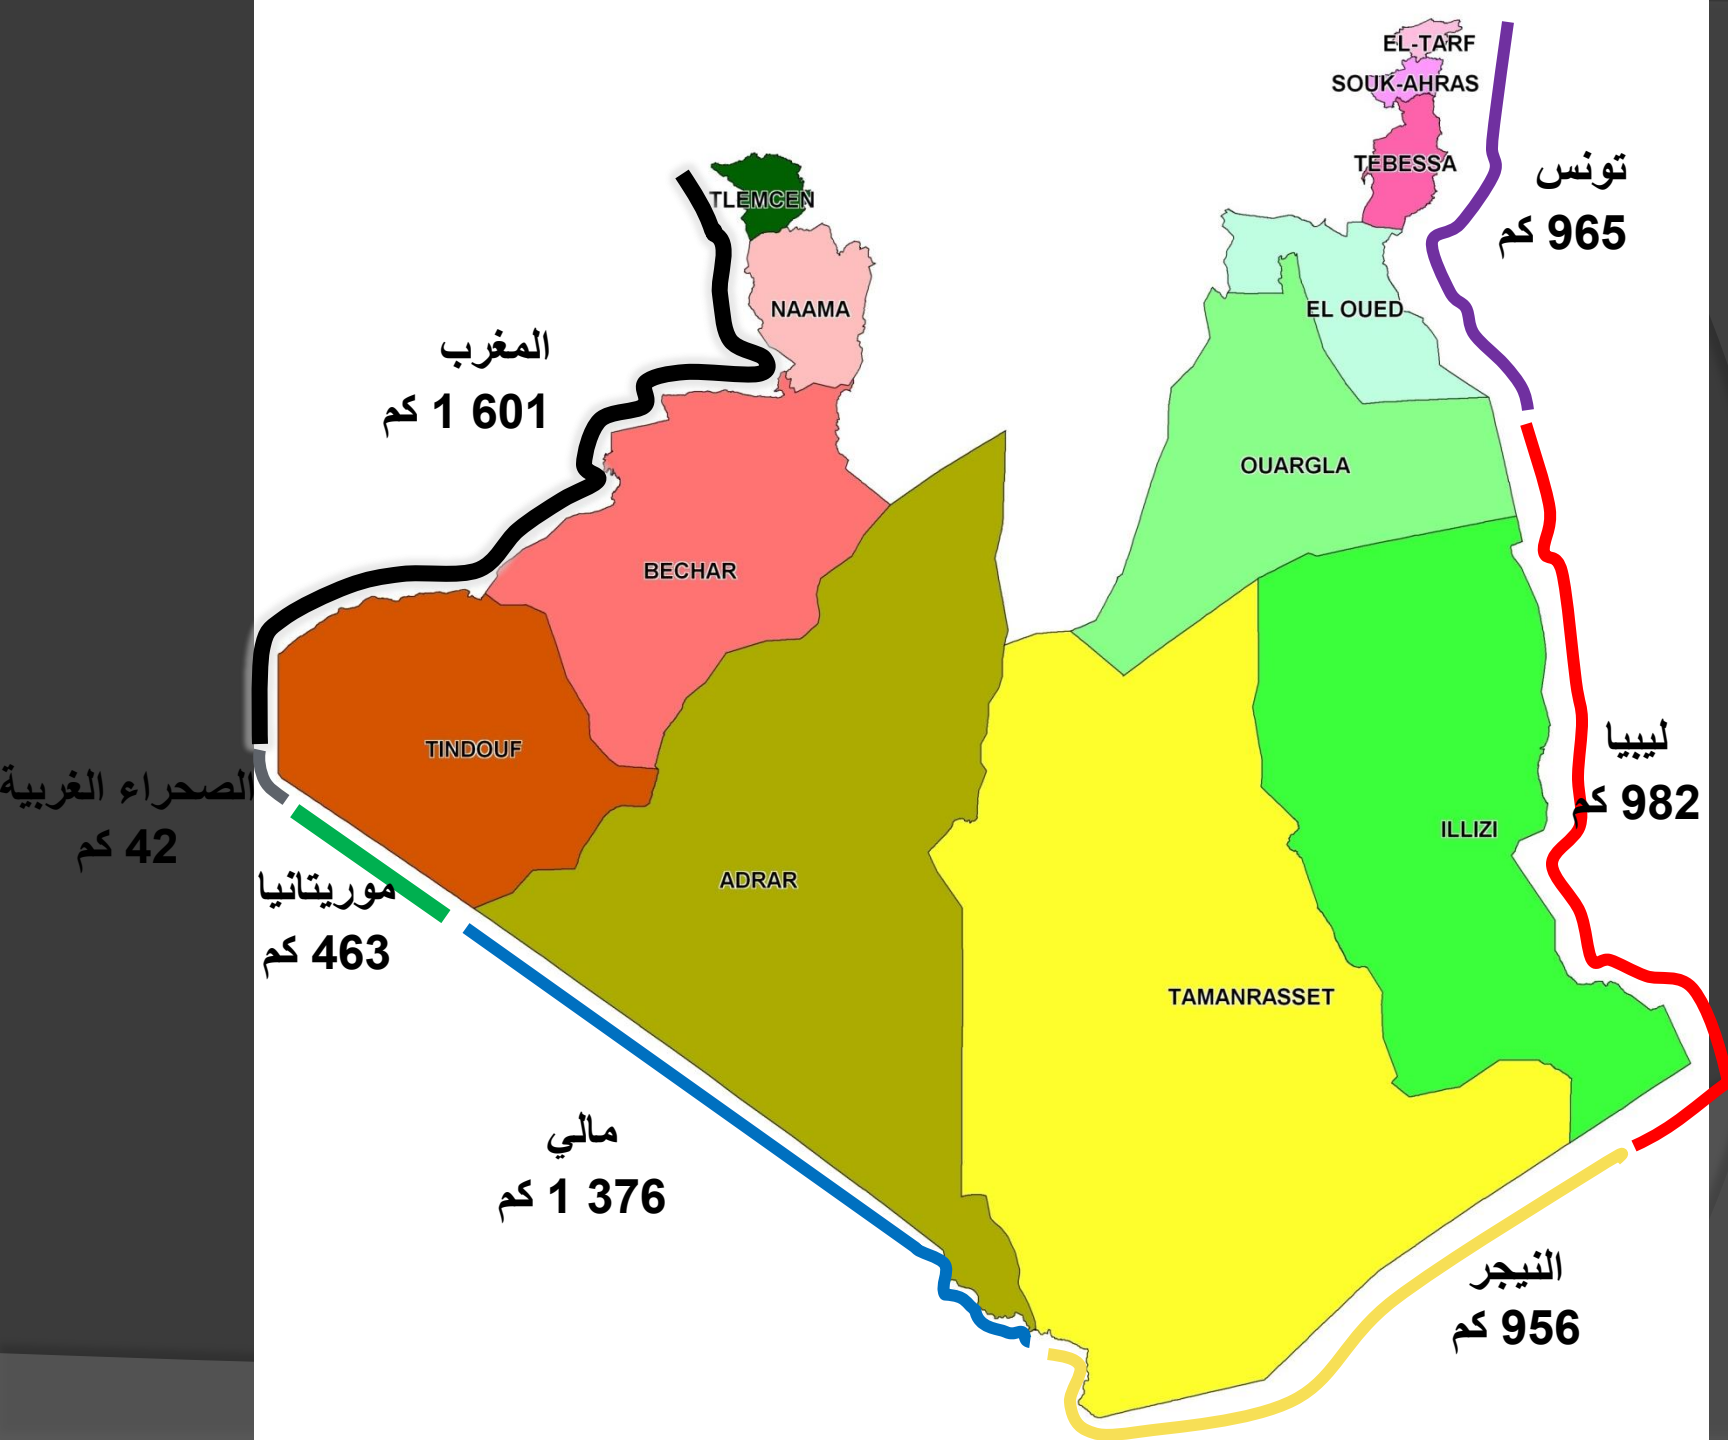 EL-TARF
SOUK-AHRAS
TEBESSA
تونس
965 كم
TLEMCEN
NAAMA
EL OUED
المغرب
1 601 كم
OUARGLA
BECHAR
TINDOUF
ليبيا
982 كم
الصحراء الغربية
42 كم
ILLIZI
ADRAR
موريتانيا
463 كم
TAMANRASSET
مالي
1 376 كم
النيجر
956 كم